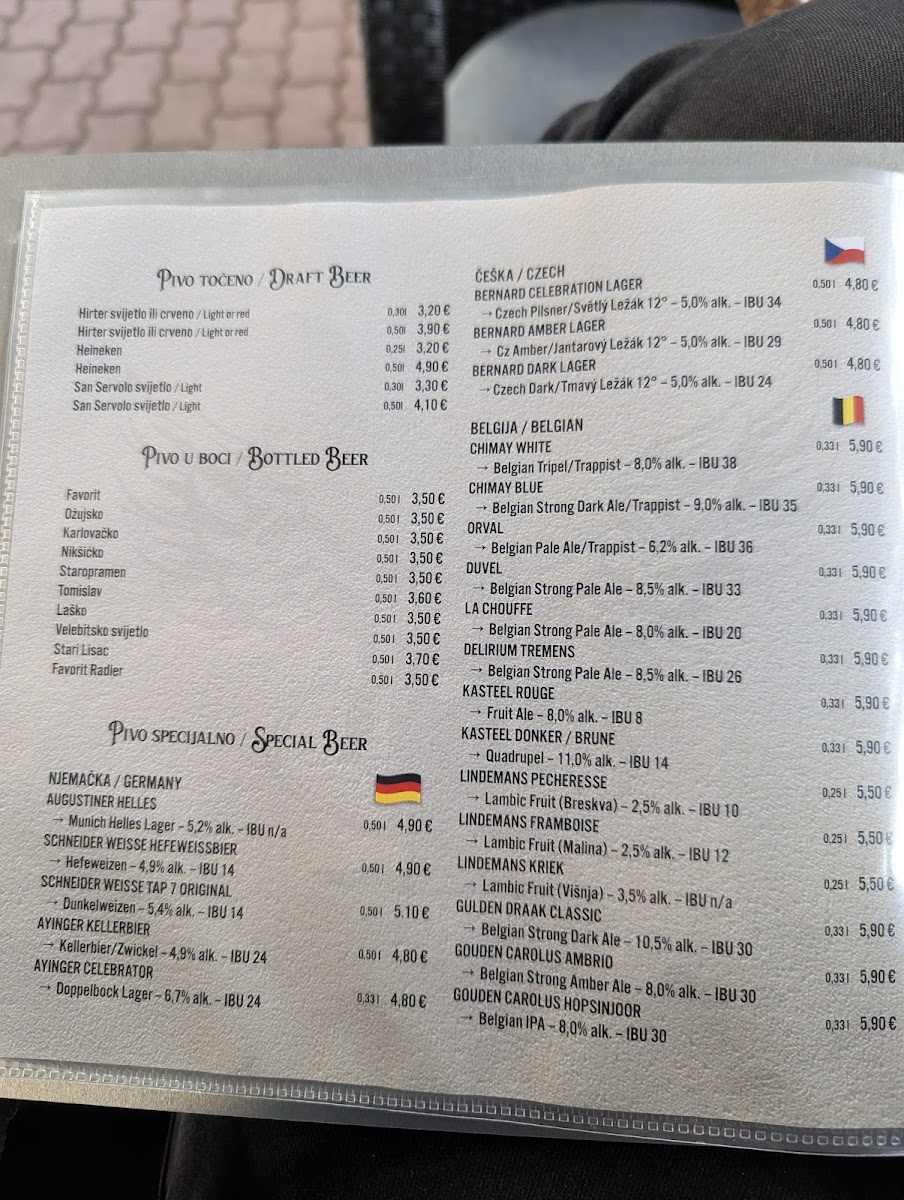 Pivo točeno / Draft Beer
Hirter svijetlo ili crveno / Light or red 0,30l 3,20 €
Hirter svijetlo ili crveno / Light or red 0,50l 3,90 €
Heineken 0,25l 3,20 €
Heineken 0,50l 4,90 €
San Servolo svijetlo / Light 0,30l 3,30 €
San Servolo svijetlo / Light 0,50l 4,10 €
Pivo u boci / Bottled Beer
Favorit 0,50l 3,50 €
Ožujsko 0,50l 3,50 €
Karlovačko 0,50l 3,50 €
Nikšićko 0,50l 3,50 €
Staropramen 0,50l 3,50 €
Tomislav 0,50l 3,60 €
Laško 0,50l 3,50 €
Velebitsko svijetlo 0,50l 3,50 €
Stari Lisac 0,50l 3,70 €
Favorit Radler 0,50l 3,50 €
Pivo specijalno / Special Beer
NJEMAČKA / GERMANY
AUGUSTINER HELLES
→ Munich Helles Lager – 5,2% alk. – IBU n/a 0,50l 4,90 €
SCHNEIDER WEISSE HEFEWEISSBIER
→ Hefeweizen – 4,9% alk. – IBU 14 0,50l 4,90 €
SCHNEIDER WEISSE TAP 7 ORIGINAL
→ Dunkelweizen – 5,4% alk. – IBU 14 0,50l 5.10 €
AYINGER KELLERBIER
→ Kellerbier/Zwickel – 4,9% alk. – IBU 24 0,50l 4,80 €
AYINGER CELEBRATOR
→ Doppelbock Lager – 6,7% alk. – IBU 24 0,33l 4,80 €
ČEŠKA / CZECH
BERNARD CELEBRATION LAGER 0,50l 4,80 €
→ Czech Pilsner/Světlý Ležák 12° – 5,0% alk. – IBU 34
BERNARD AMBER LAGER 0,50l 4,80 €
→ Cz Amber/Jantarový Ležák 12° – 5,0% alk. – IBU 29
BERNARD DARK LAGER 0,50l 4,80 €
→ Czech Dark/Tmavý Ležák 12° – 5,0% alk. – IBU 24
BELGIJA / BELGIAN
CHIMAY WHITE 0,33l 5,90 €
→ Belgian Tripel/Trappist – 8,0% alk. – IBU 38
CHIMAY BLUE 0,33l 5,90 €
→ Belgian Strong Dark Ale/Trappist – 9,0% alk. – IBU 35
ORVAL 0,33l 5,90 €
→ Belgian Pale Ale/Trappist – 6,2% alk. – IBU 36
DUVEL 0,33l 5,90 €
→ Belgian Strong Pale Ale – 8,5% alk. – IBU 33
LA CHOUFFE 0,33l 5,90 €
→ Belgian Strong Pale Ale – 8,0% alk. – IBU 20
DELIRIUM TREMENS 0,33l 5,90 €
→ Belgian Strong Pale Ale – 8,5% alk. – IBU 26
KASTEEL ROUGE 0,33l 5,90 €
→ Fruit Ale – 8,0% alk. – IBU 8
KASTEEL DONKER / BRUNE 0,33l 5,90 €
→ Quadrupel – 11,0% alk. – IBU 14
LINDEMANS PECHERESSE 0,25l 5,50 €
→ Lambic Fruit (Breskva) – 2,5% alk. – IBU 10
LINDEMANS FRAMBOISE 0,25l 5,50 €
→ Lambic Fruit (Malina) – 2,5% alk. – IBU 12
LINDEMANS KRIEK 0,25l 5,50 €
→ Lambic Fruit (Višnja) – 3,5% alk. – IBU n/a
GULDEN DRAAK CLASSIC 0,33l 5,90 €
→ Belgian Strong Dark Ale – 10,5% alk. – IBU 30
GOUDEN CAROLUS AMBRIO 0,33l 5,90 €
→ Belgian Strong Amber Ale – 8,0% alk. – IBU 30
GOUDEN CAROLUS HOPSINJOOR 0,33l 5,90 €
→ Belgian IPA – 8,0% alk. – IBU 30